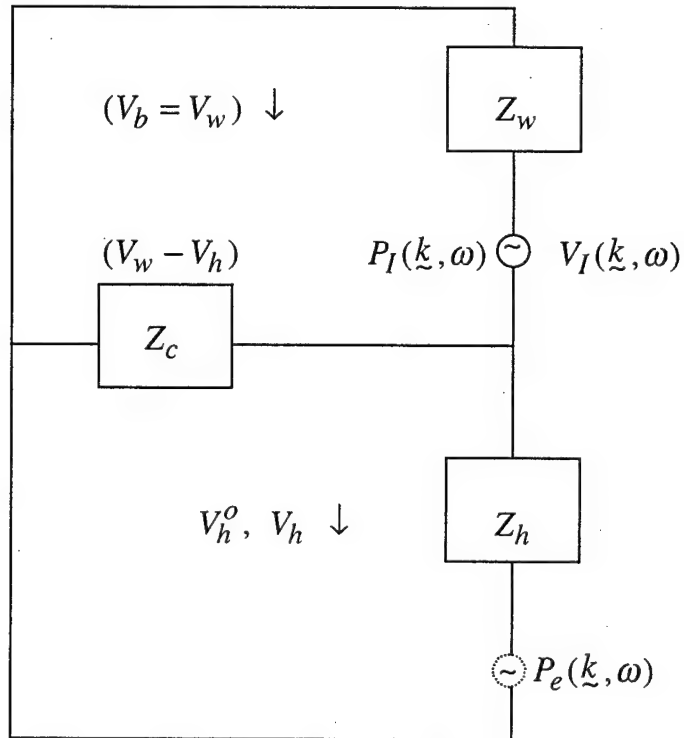 (V_b = V_w) ↓
Z_w
(V_w − V_h)
P_I(k̰, ω) ~ V_I(k̰, ω)
Z_c
V_h^o, V_h ↓
Z_h
~ P_e(k̰, ω)